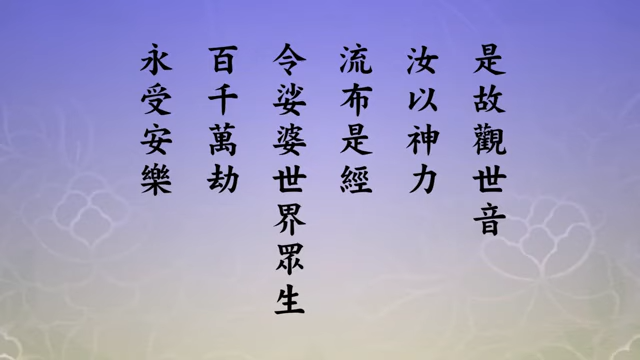 是故觀世音
汝以神力
流布是經
令娑婆世界眾生
百千萬劫
永受安樂